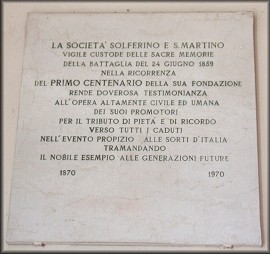 LA SOCIETA' SOLFERINO E S. MARTINO
VIGILE CUSTODE DELLE SACRE MEMORIE
DELLA BATTAGLIA DEL 24 GIUGNO 1859
NELLA RICORRENZA
DEL PRIMO CENTENARIO DELLA SUA FONDAZIONE
RENDE DOVEROSA TESTIMONIANZA
ALL'OPERA ALTAMENTE CIVILE ED UMANA
DEI SUOI PROMOTORI
PER IL TRIBUTO DI PIETA' E DI RICORDO
VERSO TUTTI I CADUTI
NELL'EVENTO PROPIZIO ALLE SORTI D'ITALIA
TRAMANDANDO
IL NOBILE ESEMPIO ALLE GENERAZIONI FUTURE
1870 1970